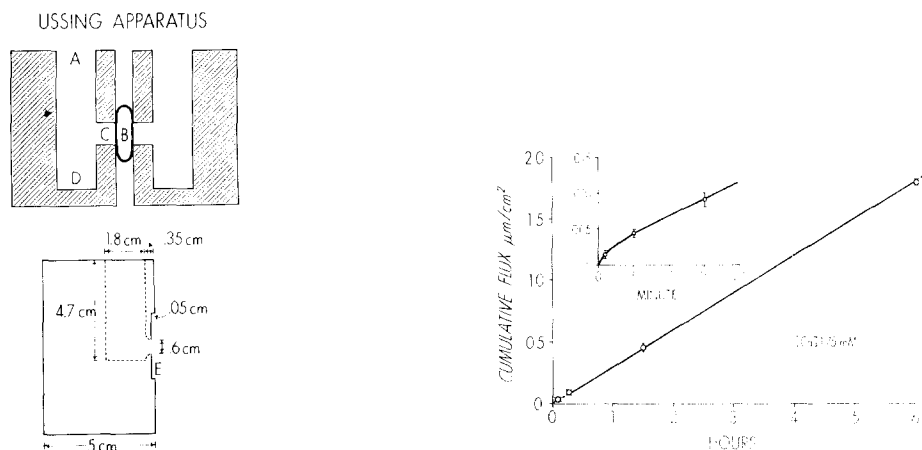 USSING APPARATUS
A
C
B
D
1.8 cm
.35 cm
4.7 cm
.05 cm
.6 cm
E
5 cm
CUMULATIVE FLUX µm/cm²
2.0
1.5
1.0
0.5
0
0
MINUTE
0
1
2
3
4
5
6
HOURS